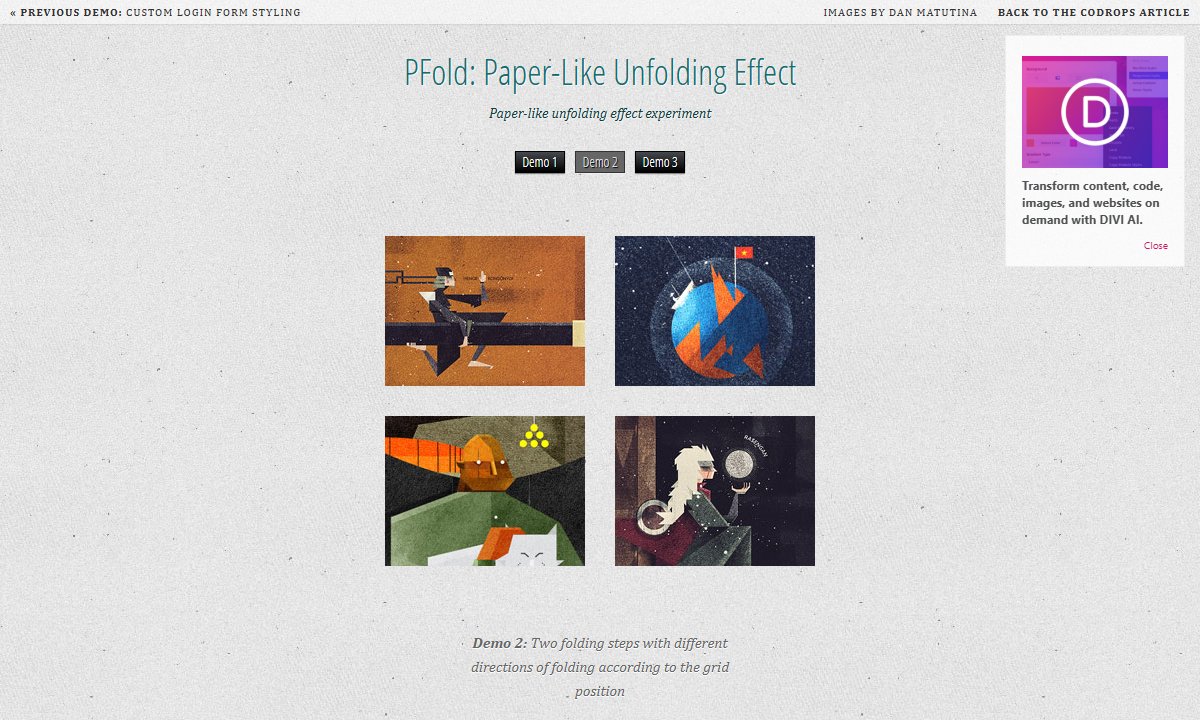 « PREVIOUS DEMO: CUSTOM LOGIN FORM STYLING
IMAGES BY DAN MATUTINA
BACK TO THE CODROPS ARTICLE
PFold: Paper-Like Unfolding Effect
Paper-like unfolding effect experiment
Demo 1
Demo 2
Demo 3
D
Transform content, code,
images, and websites on
demand with DIVI AI.
Close
RASENGAN
Demo 2: Two folding steps with different
directions of folding according to the grid
position